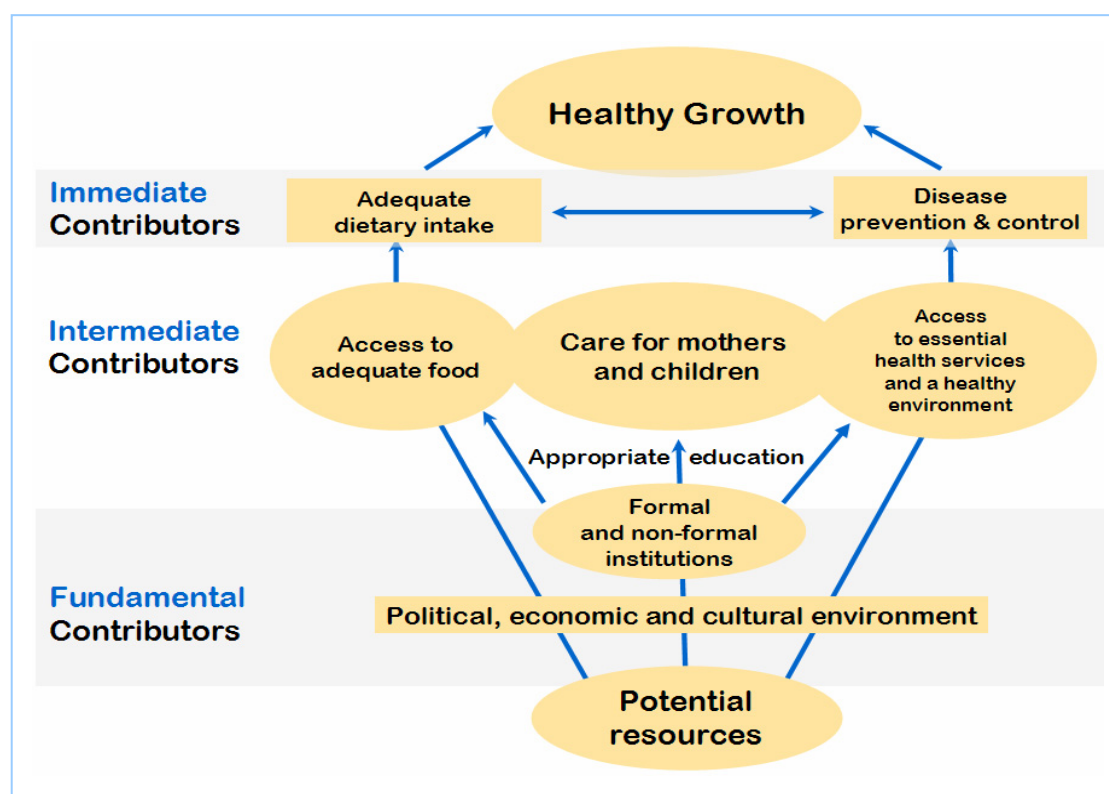 Healthy Growth
Immediate
Contributors
Adequate
dietary intake
Disease
prevention & control
Intermediate
Contributors
Access to
adequate food
Care for mothers
and children
Access
to essential
health services
and a healthy
environment
Appropriate education
Formal
and non-formal
institutions
Fundamental
Contributors
Political, economic and cultural environment
Potential
resources